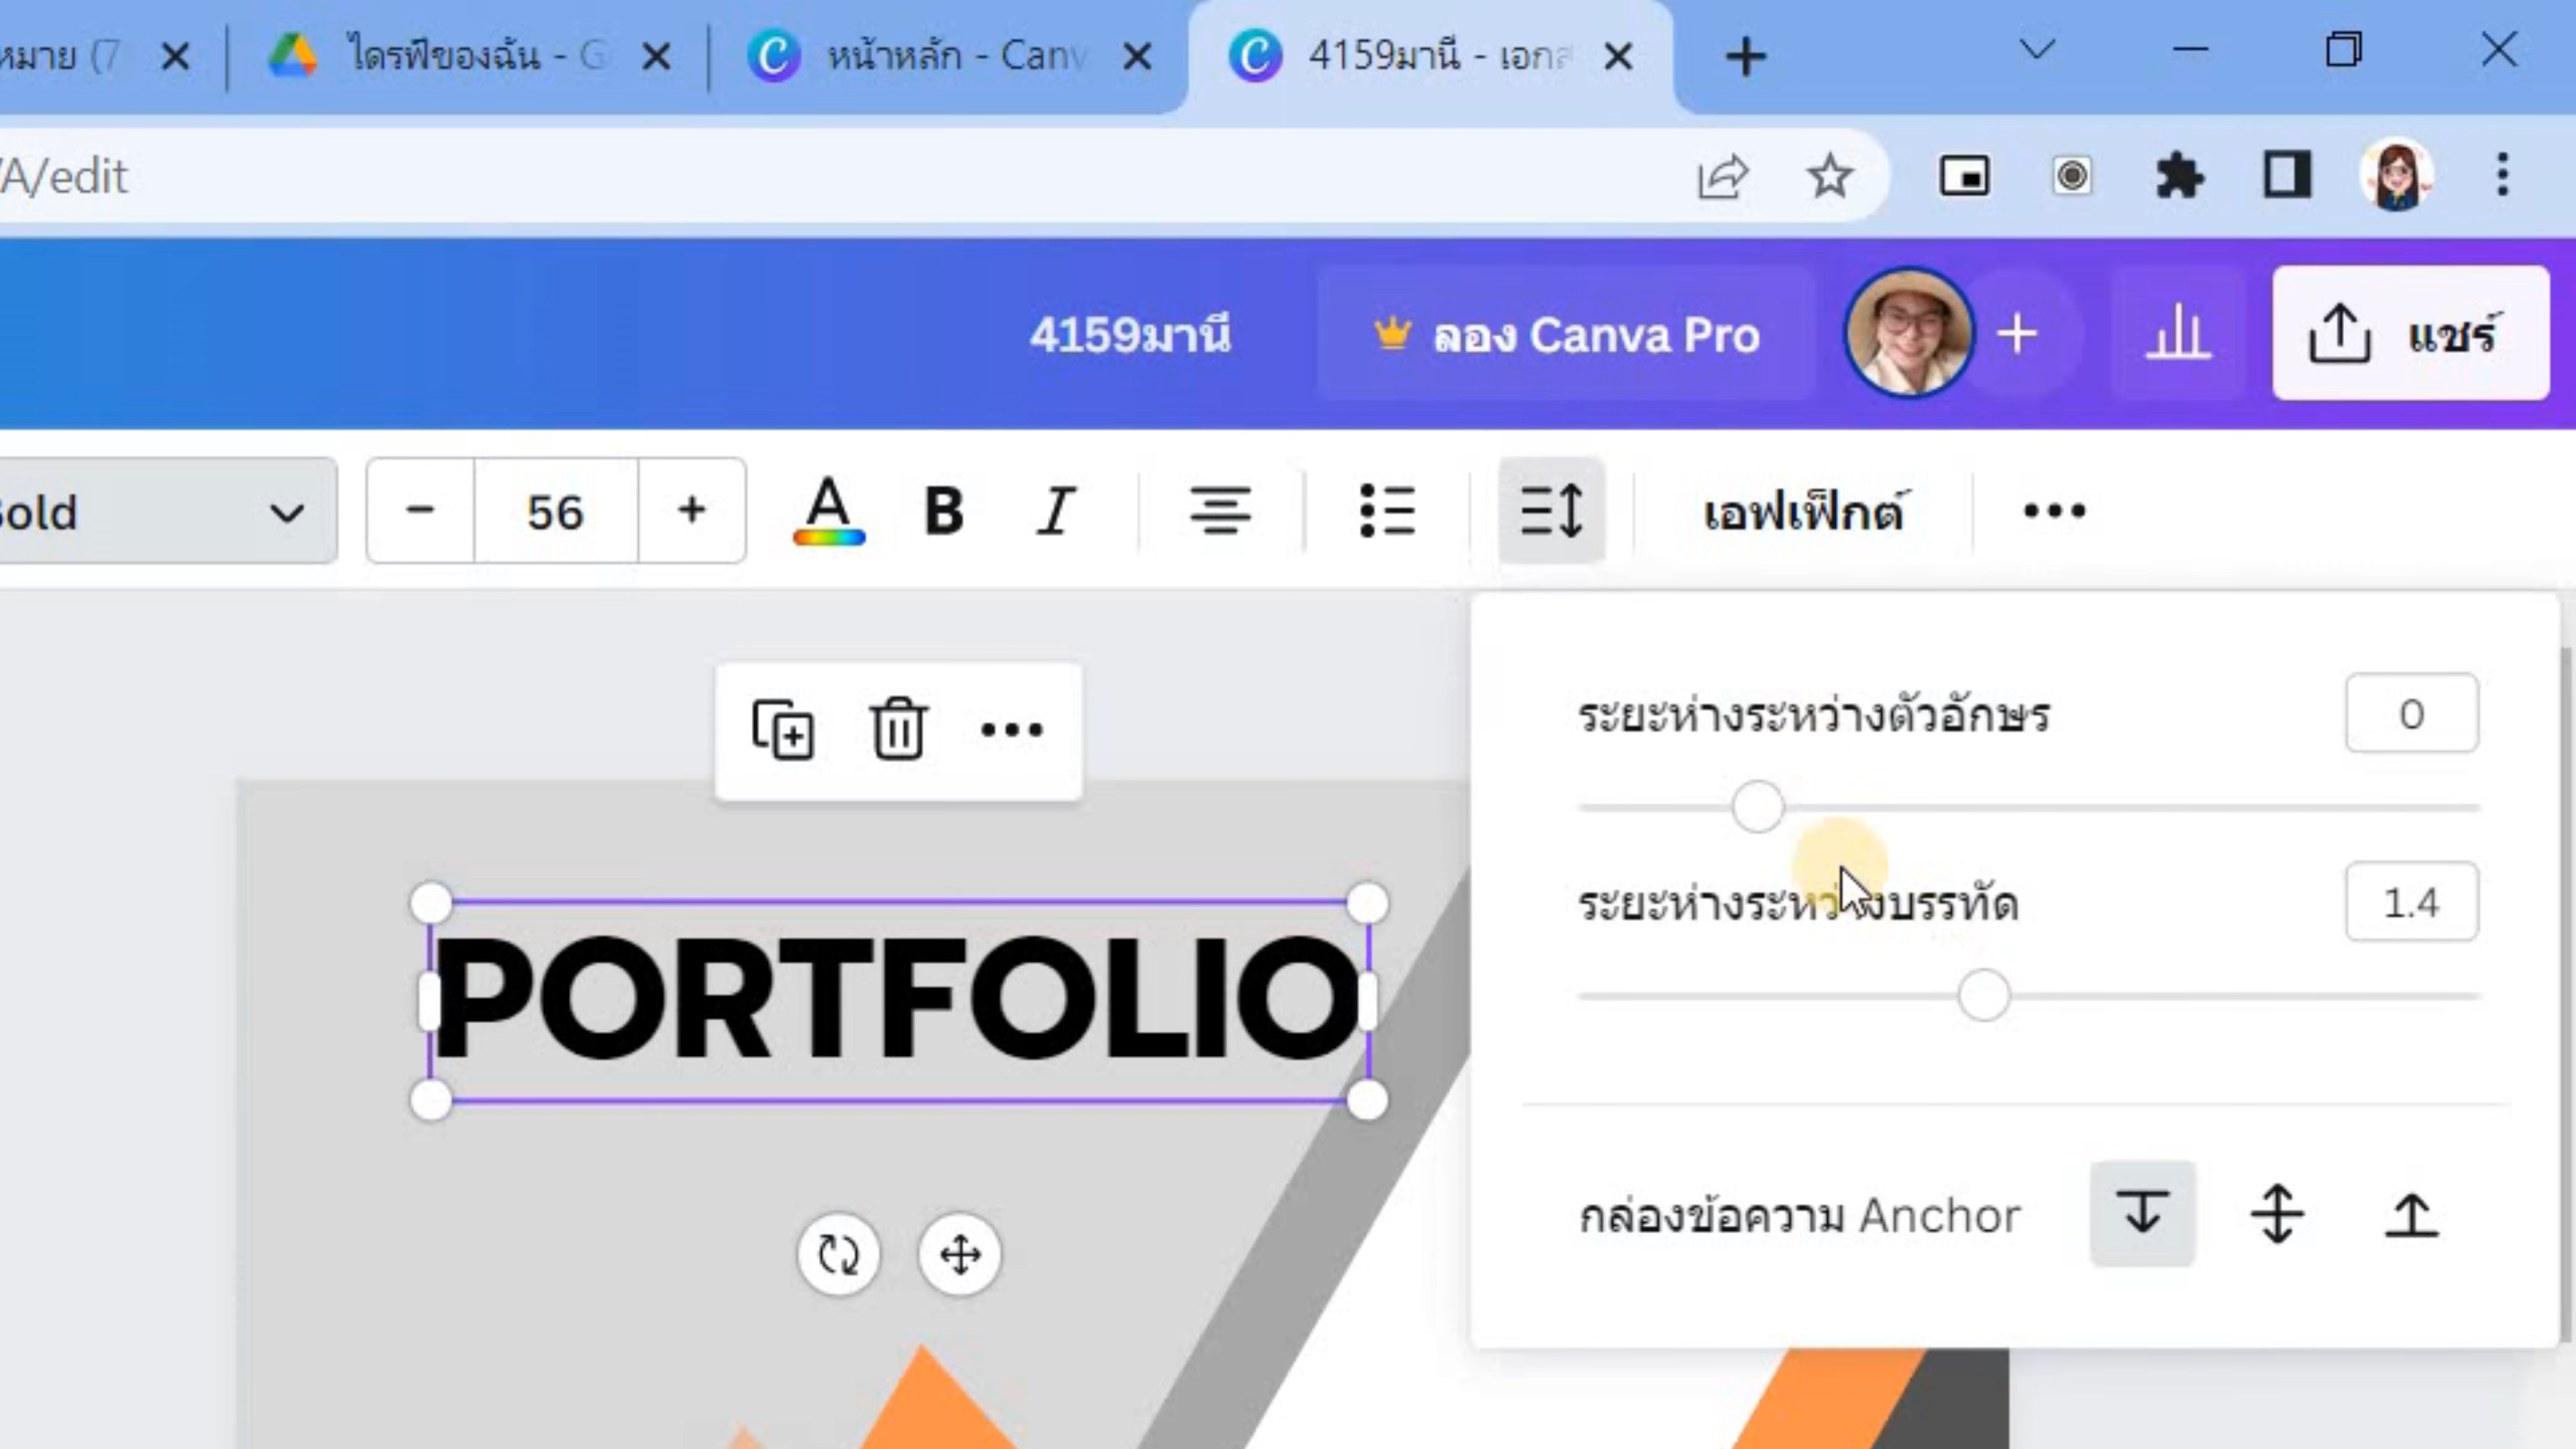 หมาย (7
ไดรฟ์ของฉัน - G
หน้าหลัก - Canv
4159มานี - เอกส
/A/edit
4159มานี
ลอง Canva Pro
แชร์
Bold
56
A B I
เอฟเฟ็กต์
ระยะห่างระหว่างตัวอักษร 0
ระยะห่างระหว่างบรรทัด 1.4
PORTFOLIO
กล่องข้อความ Anchor